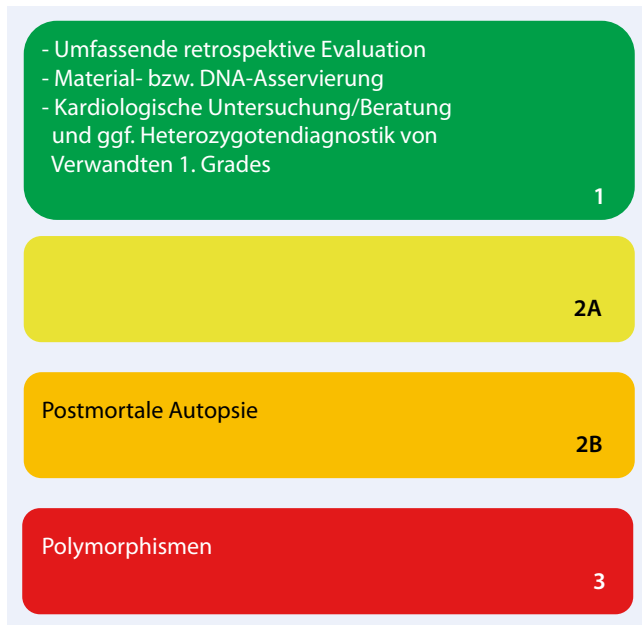 - Umfassende retrospektive Evaluation
- Material- bzw. DNA-Asservierung
- Kardiologische Untersuchung/Beratung
und ggf. Heterozygotendiagnostik von
Verwandten 1. Grades
1
2A
Postmortale Autopsie
2B
Polymorphismen
3